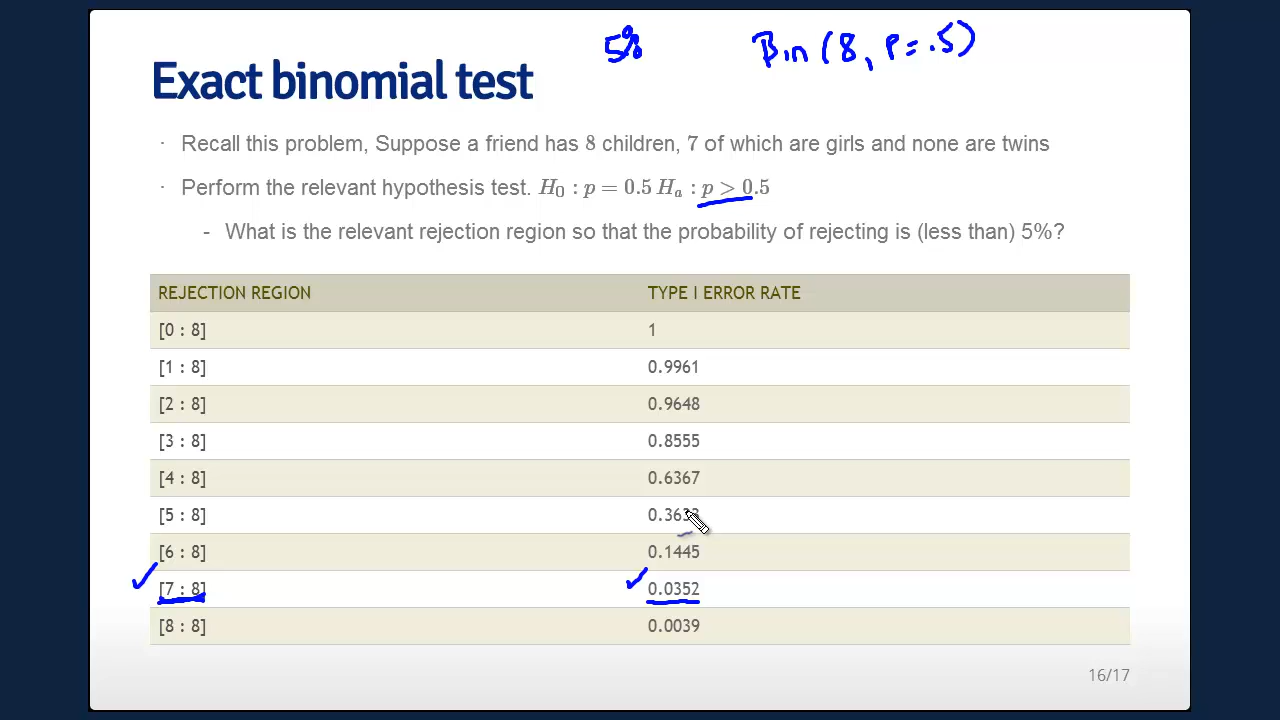 5% Bin (8, P= .5)
Exact binomial test
· Recall this problem, Suppose a friend has 8 children, 7 of which are girls and none are twins
· Perform the relevant hypothesis test. H₀ : p = 0.5 Hₐ : p > 0.5
- What is the relevant rejection region so that the probability of rejecting is (less than) 5%?
REJECTION REGION TYPE I ERROR RATE
[0 : 8] 1
[1 : 8] 0.9961
[2 : 8] 0.9648
[3 : 8] 0.8555
[4 : 8] 0.6367
[5 : 8] 0.3633
[6 : 8] 0.1445
[7 : 8] 0.0352
[8 : 8] 0.0039
16/17